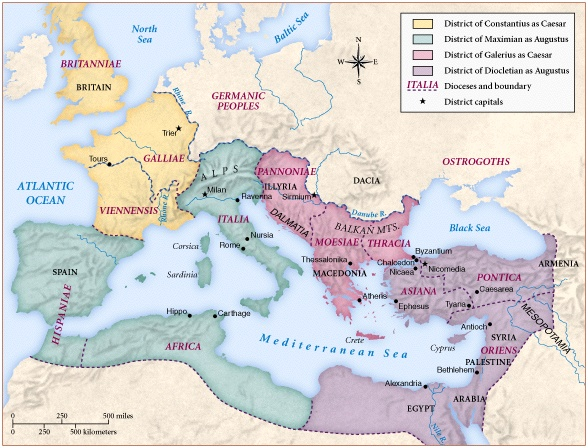 District of Constantius as Caesar
District of Maximian as Augustus
District of Galerius as Caesar
District of Diocletian as Augustus
ITALIA Dioceses and boundary
District capitals
North
Sea
Baltic Sea
N
W E
S
BRITANNIAE
BRITAIN
GERMANIC
PEOPLES
Rhine R.
Trier
Tours
GALLIAE
ATLANTIC
OCEAN
VIENNENSIS
Rhône R.
ALPS
Milan
Ravenna
PANNONIAE
ILLYRIA
Sirmium
DACIA
OSTROGOTHS
Danube R.
DALMATIA
BALKAN MTS.
Black Sea
ITALIA
Nursia
Rome
Corsica
Sardinia
SPAIN
HISPANIAE
MOESIAE
THRACIA
Byzantium
Chalcedon
Nicomedia
Nicaea
Thessalonika
MACEDONIA
ARMENIA
PONTICA
ASIANA
Caesarea
Athens
Ephesus
Tyana
MESOPOTAMIA
Hippo
Carthage
Antioch
SYRIA
Crete
Cyprus
ORIENS
Mediterranean Sea
AFRICA
PALESTINE
Bethlehem
Alexandria
ARABIA
EGYPT
Nile R.
0 250 500 miles
0 250 500 kilometers